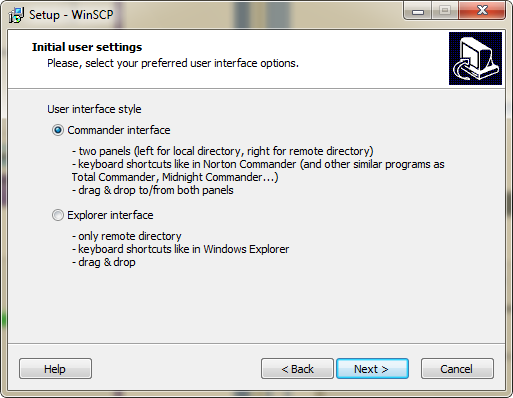 Setup - WinSCP
Initial user settings
Please, select your preferred user interface options.
User interface style
Commander interface
- two panels (left for local directory, right for remote directory)
- keyboard shortcuts like in Norton Commander (and other similar programs as
Total Commander, Midnight Commander...)
- drag & drop to/from both panels
Explorer interface
- only remote directory
- keyboard shortcuts like in Windows Explorer
- drag & drop
Help
< Back
Next >
Cancel